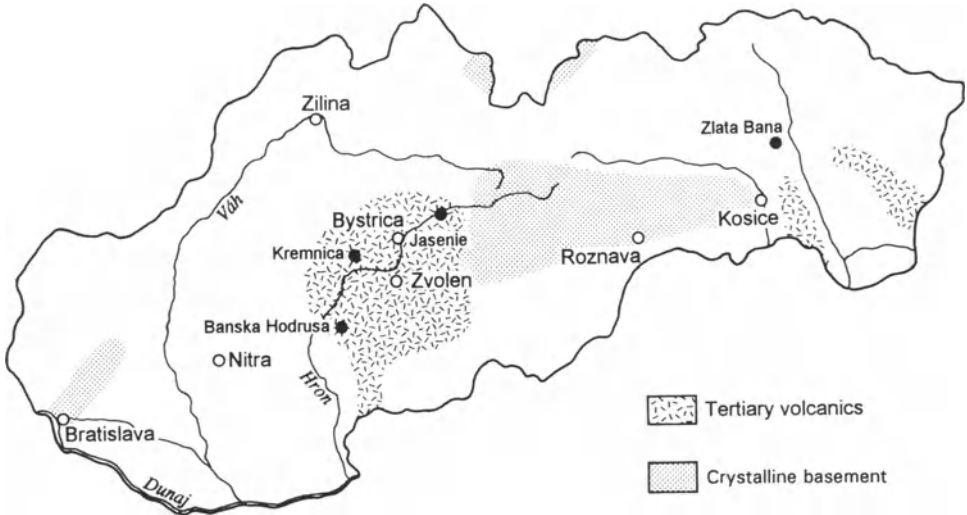 Zilina
Zlata Bana
Váh
Bystrica
Jasenie
Kosice
Kremnica
Roznava
Zvolen
Banska Hodrusa
Nitra
Hron
Tertiary volcanics
Bratislava
Crystalline basement
Dunaj